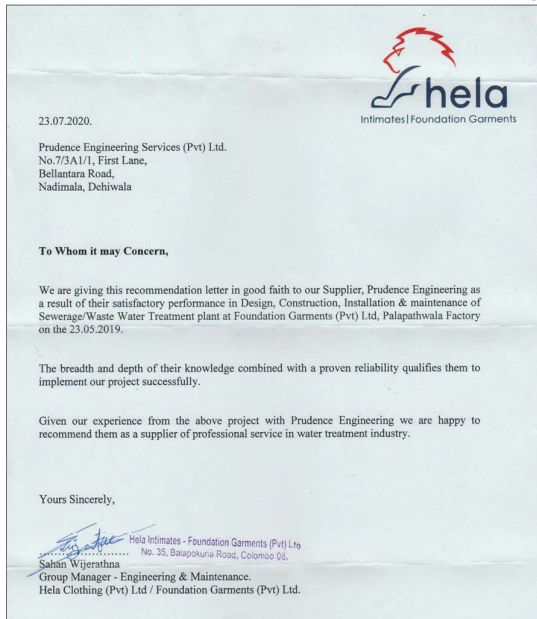 hela
Intimates|Foundation Garments
23.07.2020.
Prudence Engineering Services (Pvt) Ltd.
No.7/3A1/1, First Lane,
Bellantara Road,
Nadimala, Dehiwala
To Whom it may Concern,
We are giving this recommendation letter in good faith to our Supplier, Prudence Engineering as
a result of their satisfactory performance in Design, Construction, Installation & maintenance of
Sewerage/Waste Water Treatment plant at Foundation Garments (Pvt) Ltd, Palapathwala Factory
on the 23.05.2019.
The breadth and depth of their knowledge combined with a proven reliability qualifies them to
implement our project successfully.
Given our experience from the above project with Prudence Engineering we are happy to
recommend them as a supplier of professional service in water treatment industry.
Yours Sincerely,
Hela Intimates - Foundation Garments (Pvt) Ltd
No. 35, Balapokuna Road, Colombo 06.
Sahan Wijerathna
Group Manager - Engineering & Maintenance.
Hela Clothing (Pvt) Ltd / Foundation Garments (Pvt) Ltd.